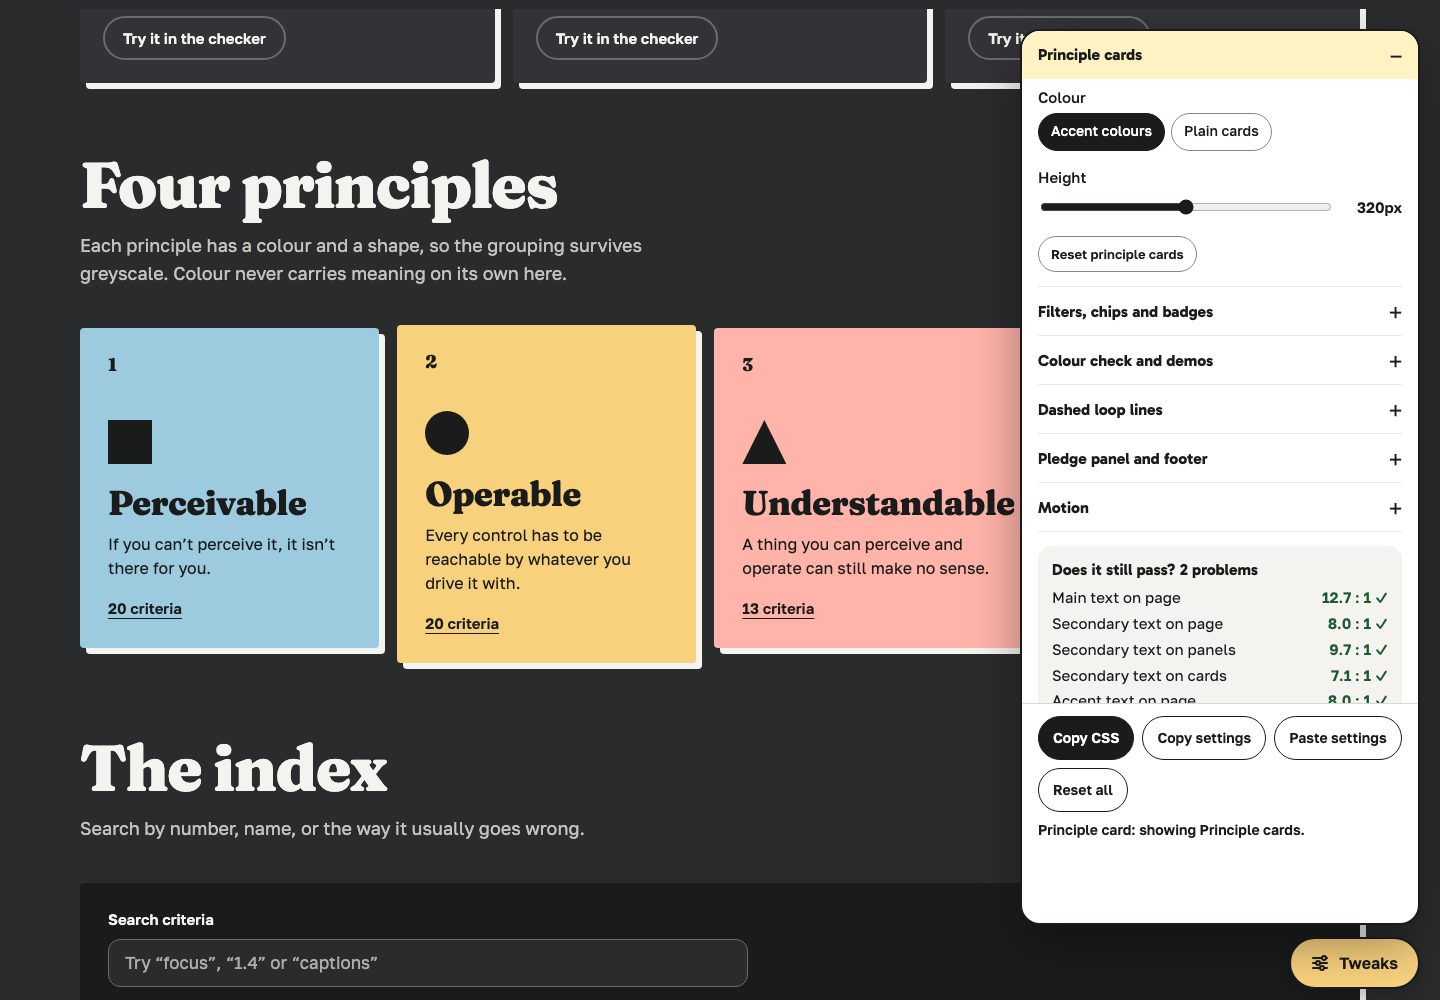 Try it in the checker
Try it in the checker
Try it
Four principles
Each principle has a colour and a shape, so the grouping survives
greyscale. Colour never carries meaning on its own here.
1
Perceivable
If you can’t perceive it, it isn’t
there for you.
20 criteria
2
Operable
Every control has to be
reachable by whatever you
drive it with.
20 criteria
3
Understandable
A thing you can perceive and
operate can still make no sense.
13 criteria
The index
Search by number, name, or the way it usually goes wrong.
Search criteria
Try “focus”, “1.4” or “captions”
Principle cards
Colour
Accent colours
Plain cards
Height
320px
Reset principle cards
Filters, chips and badges
Colour check and demos
Dashed loop lines
Pledge panel and footer
Motion
Does it still pass? 2 problems
Main text on page 12.7 : 1 ✓
Secondary text on page 8.0 : 1 ✓
Secondary text on panels 9.7 : 1 ✓
Secondary text on cards 7.1 : 1 ✓
Accent text on page 8.0 : 1 ✓
Copy CSS
Copy settings
Paste settings
Reset all
Principle card: showing Principle cards.
Tweaks